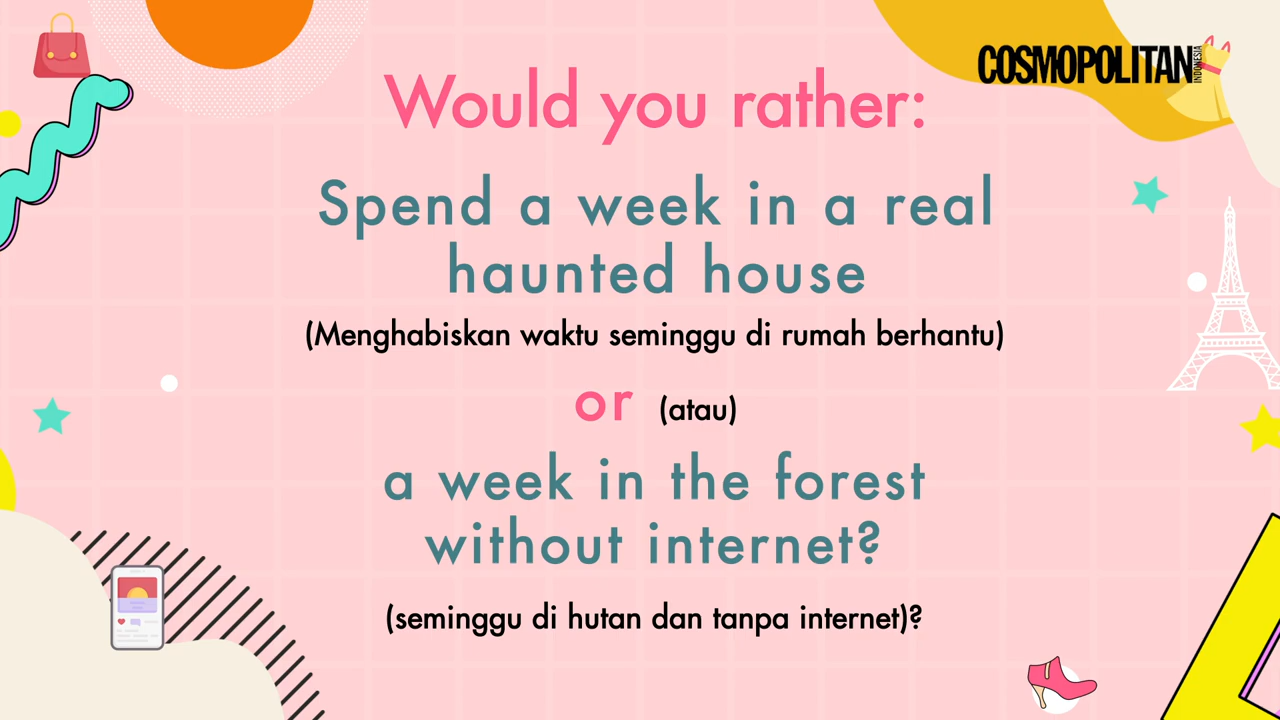 COSMOPOLITAN
INDONESIA
Would you rather:
Spend a week in a real
haunted house
(Menghabiskan waktu seminggu di rumah berhantu)
or (atau)
a week in the forest
without internet?
(seminggu di hutan dan tanpa internet)?